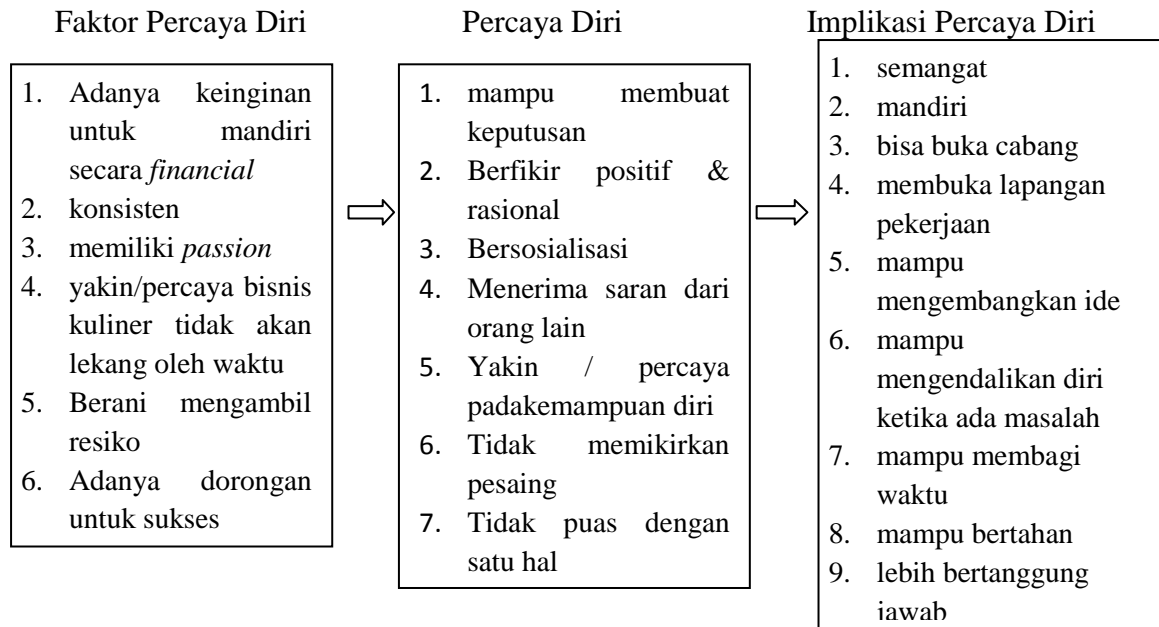 Faktor Percaya Diri
1. Adanya keinginan
untuk mandiri
secara financial
2. konsisten
3. memiliki passion
4. yakin/percaya bisnis
kuliner tidak akan
lekang oleh waktu
5. Berani mengambil
resiko
6. Adanya dorongan
untuk sukses
Percaya Diri
1. mampu membuat
keputusan
2. Berfikir positif &
rasional
3. Bersosialisasi
4. Menerima saran dari
orang lain
5. Yakin / percaya
padakemampuan diri
6. Tidak memikirkan
pesaing
7. Tidak puas dengan
satu hal
Implikasi Percaya Diri
1. semangat
2. mandiri
3. bisa buka cabang
4. membuka lapangan
pekerjaan
5. mampu
mengembangkan ide
6. mampu
mengendalikan diri
ketika ada masalah
7. mampu membagi
waktu
8. mampu bertahan
9. lebih bertanggung
jawab